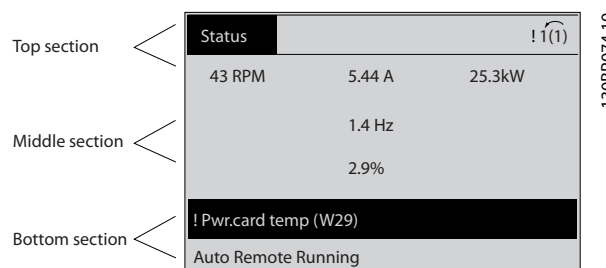 Top section
Status
! 1(1)
43 RPM 5.44 A 25.3kW
Middle section
1.4 Hz
2.9%
Bottom section
! Pwr.card temp (W29)
Auto Remote Running